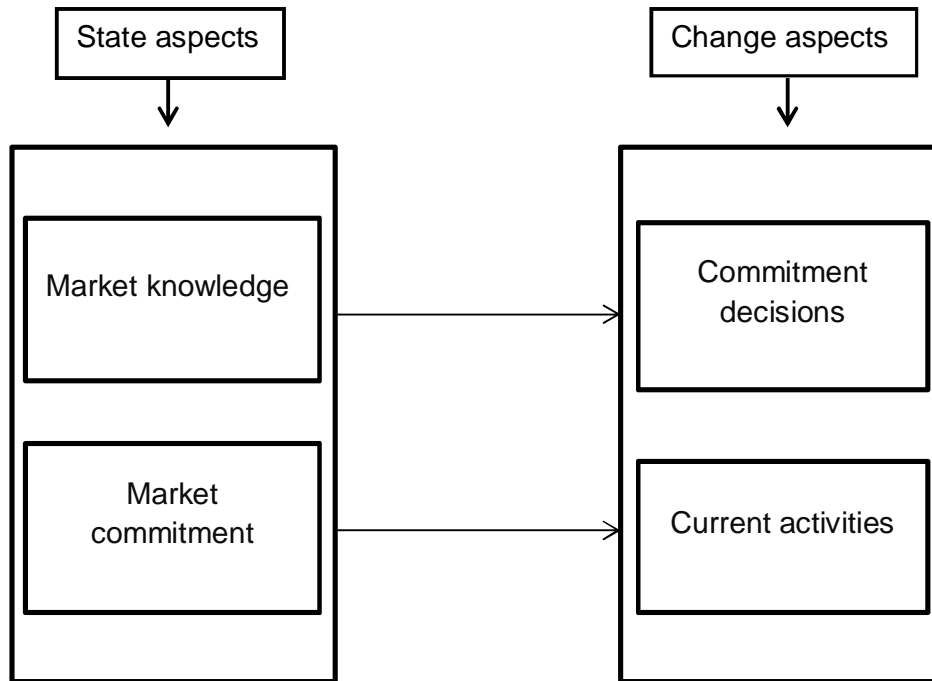 State aspects
Change aspects
Market knowledge
Commitment
decisions
Market
commitment
Current activities